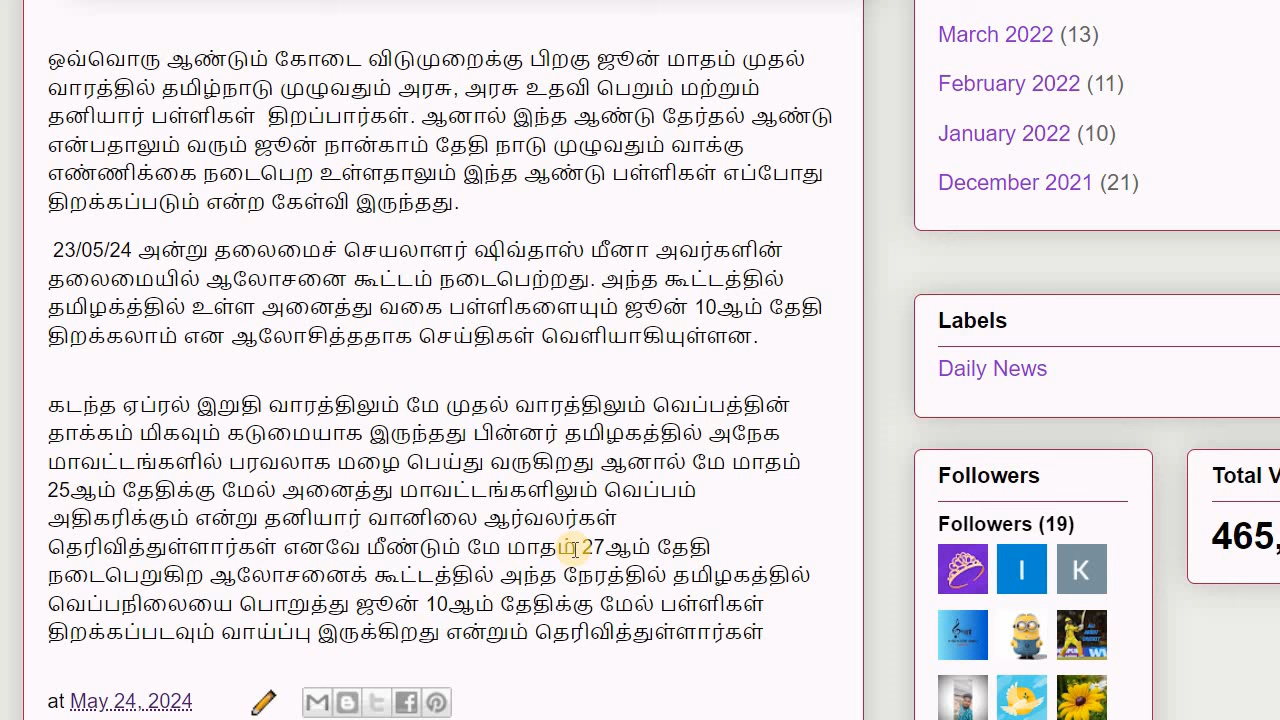 ஒவ்வொரு ஆண்டும் கோடை விடுமுறைக்கு பிறகு ஜூன் மாதம் முதல்
வாரத்தில் தமிழ்நாடு முழுவதும் அரசு, அரசு உதவி பெறும் மற்றும்
தனியார் பள்ளிகள்  திறப்பார்கள். ஆனால் இந்த ஆண்டு தேர்தல் ஆண்டு
என்பதாலும் வரும் ஜூன் நான்காம் தேதி நாடு முழுவதும் வாக்கு
எண்ணிக்கை நடைபெற உள்ளதாலும் இந்த ஆண்டு பள்ளிகள் எப்போது
திறக்கப்படும் என்ற கேள்வி இருந்தது.
23/05/24 அன்று தலைமைச் செயலாளர் ஷிவ்தாஸ் மீனா அவர்களின்
தலைமையில் ஆலோசனை கூட்டம் நடைபெற்றது. அந்த கூட்டத்தில்
தமிழக்த்தில் உள்ள அனைத்து வகை பள்ளிகளையும் ஜூன் 10ஆம் தேதி
திறக்கலாம் என ஆலோசித்ததாக செய்திகள் வெளியாகியுள்ளன.
கடந்த ஏப்ரல் இறுதி வாரத்திலும் மே முதல் வாரத்திலும் வெப்பத்தின்
தாக்கம் மிகவும் கடுமையாக இருந்தது பின்னர் தமிழகத்தில் அநேக
மாவட்டங்களில் பரவலாக மழை பெய்து வருகிறது ஆனால் மே மாதம்
25ஆம் தேதிக்கு மேல் அனைத்து மாவட்டங்களிலும் வெப்பம்
அதிகரிக்கும் என்று தனியார் வானிலை ஆர்வலர்கள்
தெரிவித்துள்ளார்கள் எனவே மீண்டும் மே மாதம் 27ஆம் தேதி
நடைபெறுகிற ஆலோசனைக் கூட்டத்தில் அந்த நேரத்தில் தமிழகத்தில்
வெப்பநிலையை பொறுத்து ஜூன் 10ஆம் தேதிக்கு மேல் பள்ளிகள்
திறக்கப்படவும் வாய்ப்பு இருக்கிறது என்றும் தெரிவித்துள்ளார்கள்
at May 24, 2024
March 2022 (13)
February 2022 (11)
January 2022 (10)
December 2021 (21)
Labels
Daily News
Followers
Followers (19)
I
K
Total V
465,